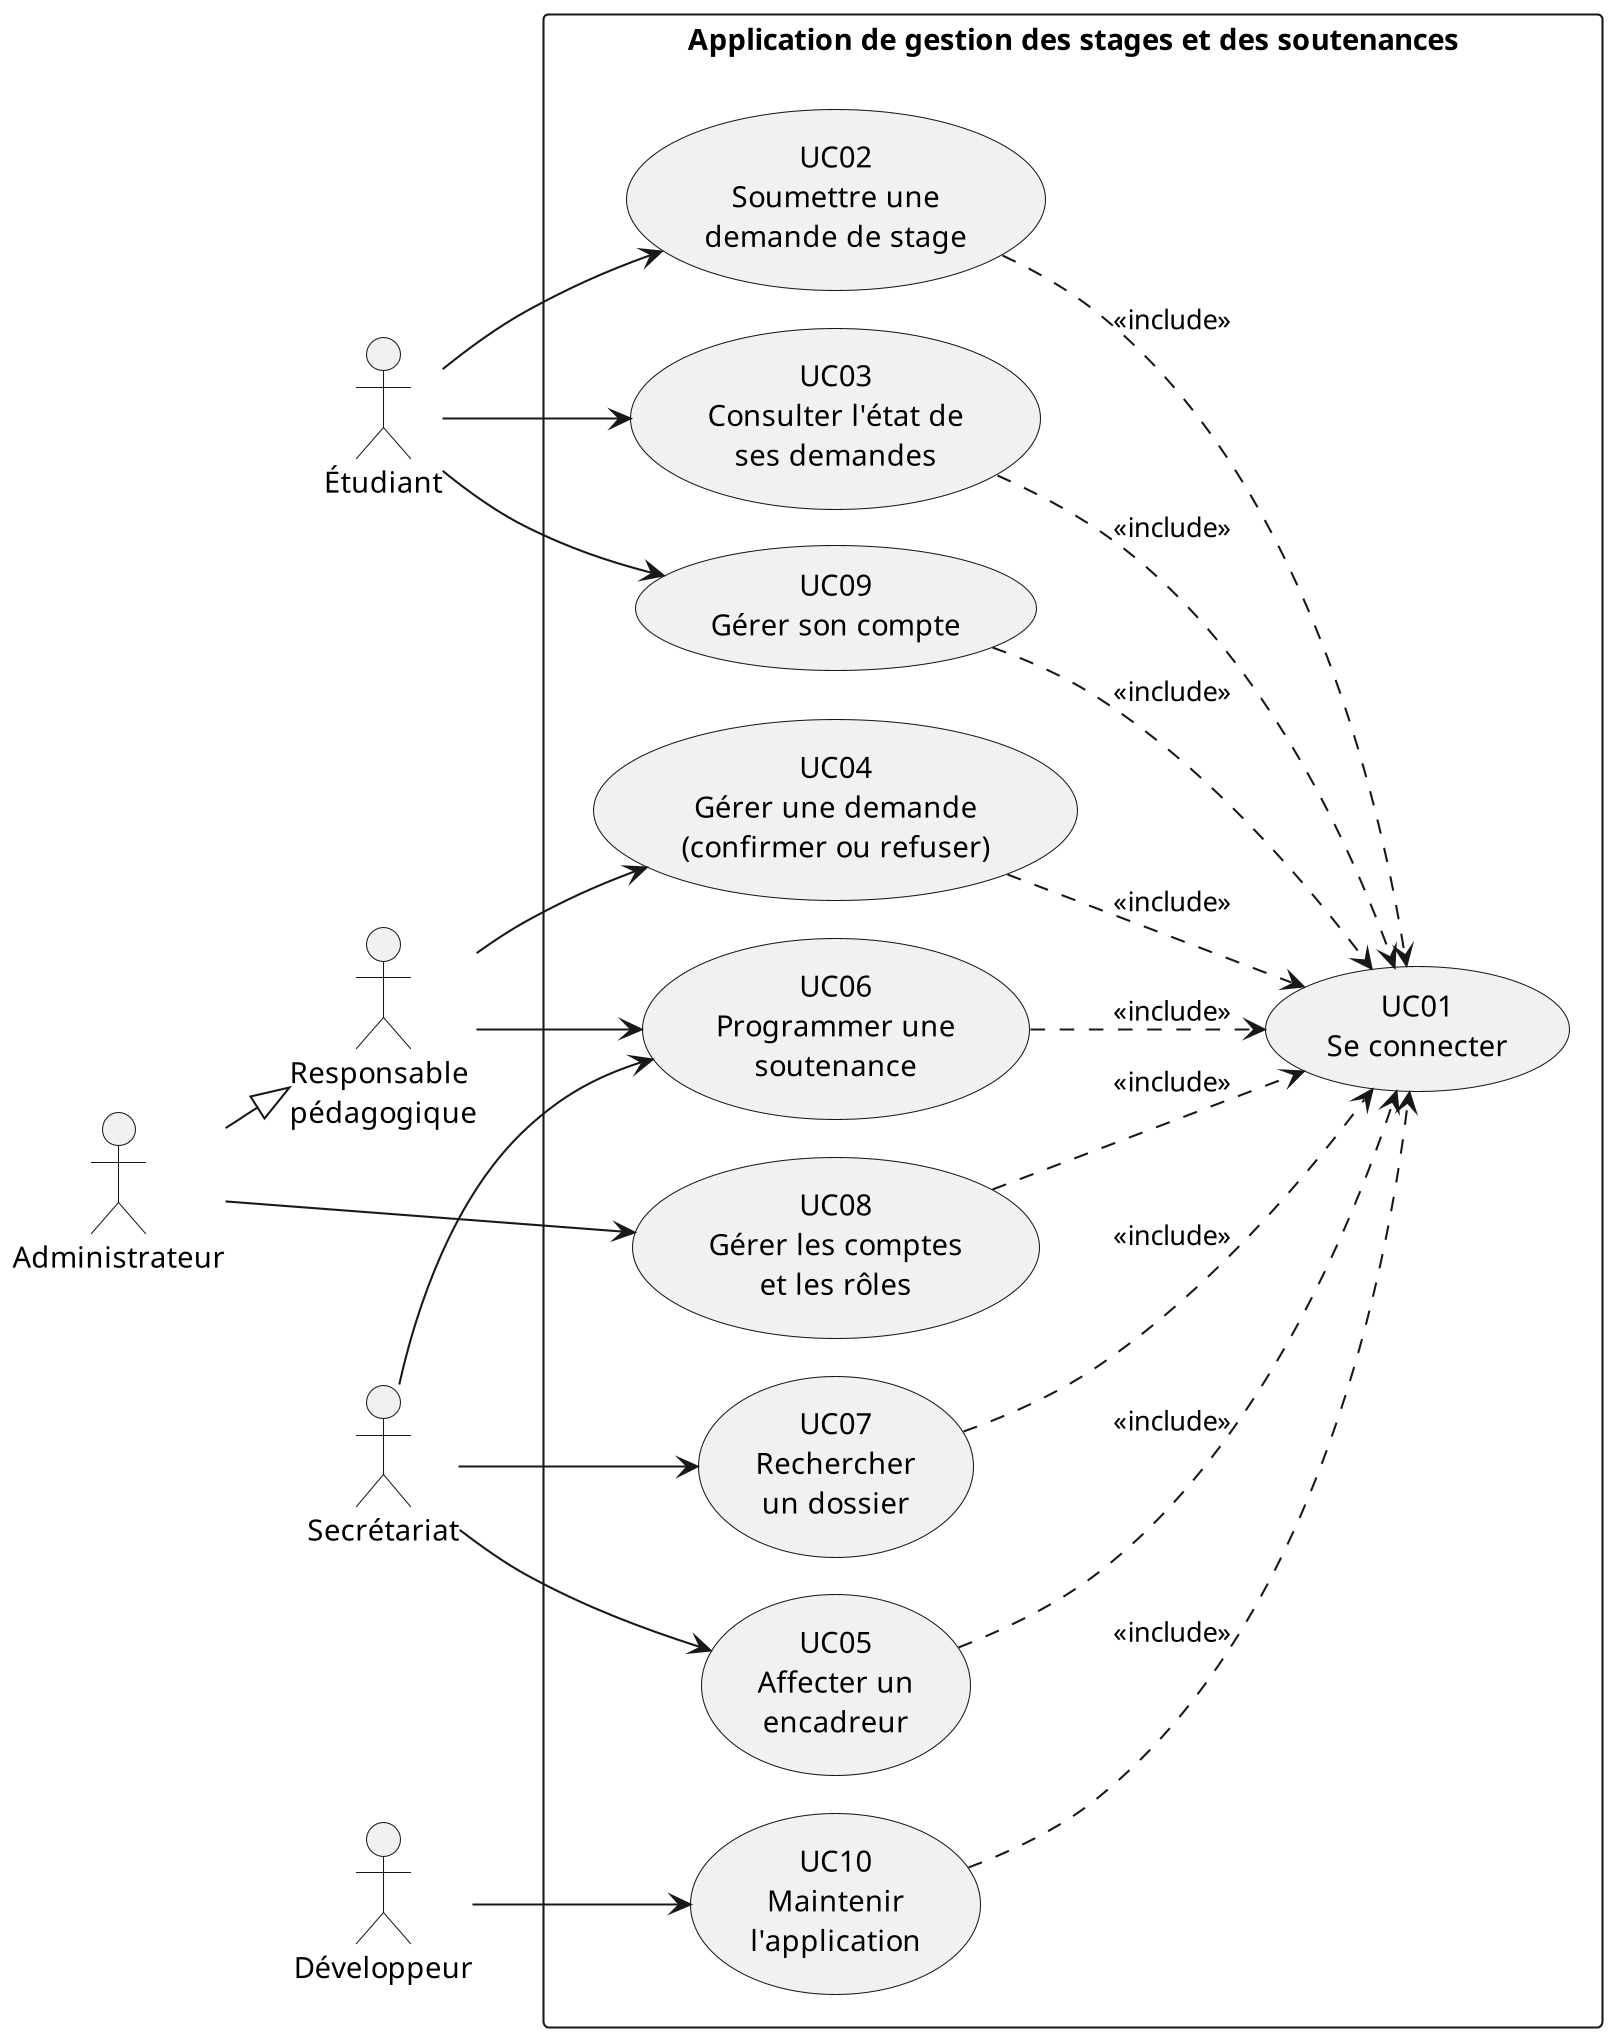 Application de gestion des stages et des soutenances
UC02
Soumettre une
demande de stage
«include»
UC03
Consulter l'état de
ses demandes
Étudiant
«include»
UC09
Gérer son compte
«include»
UC04
Gérer une demande
(confirmer ou refuser)
«include»
UC06
Programmer une
soutenance
«include»
UC01
Se connecter
Responsable
pédagogique
«include»
Administrateur
UC08
Gérer les comptes
et les rôles
«include»
UC07
Rechercher
un dossier
«include»
Secrétariat
UC05
Affecter un
encadreur
«include»
UC10
Maintenir
l'application
Développeur